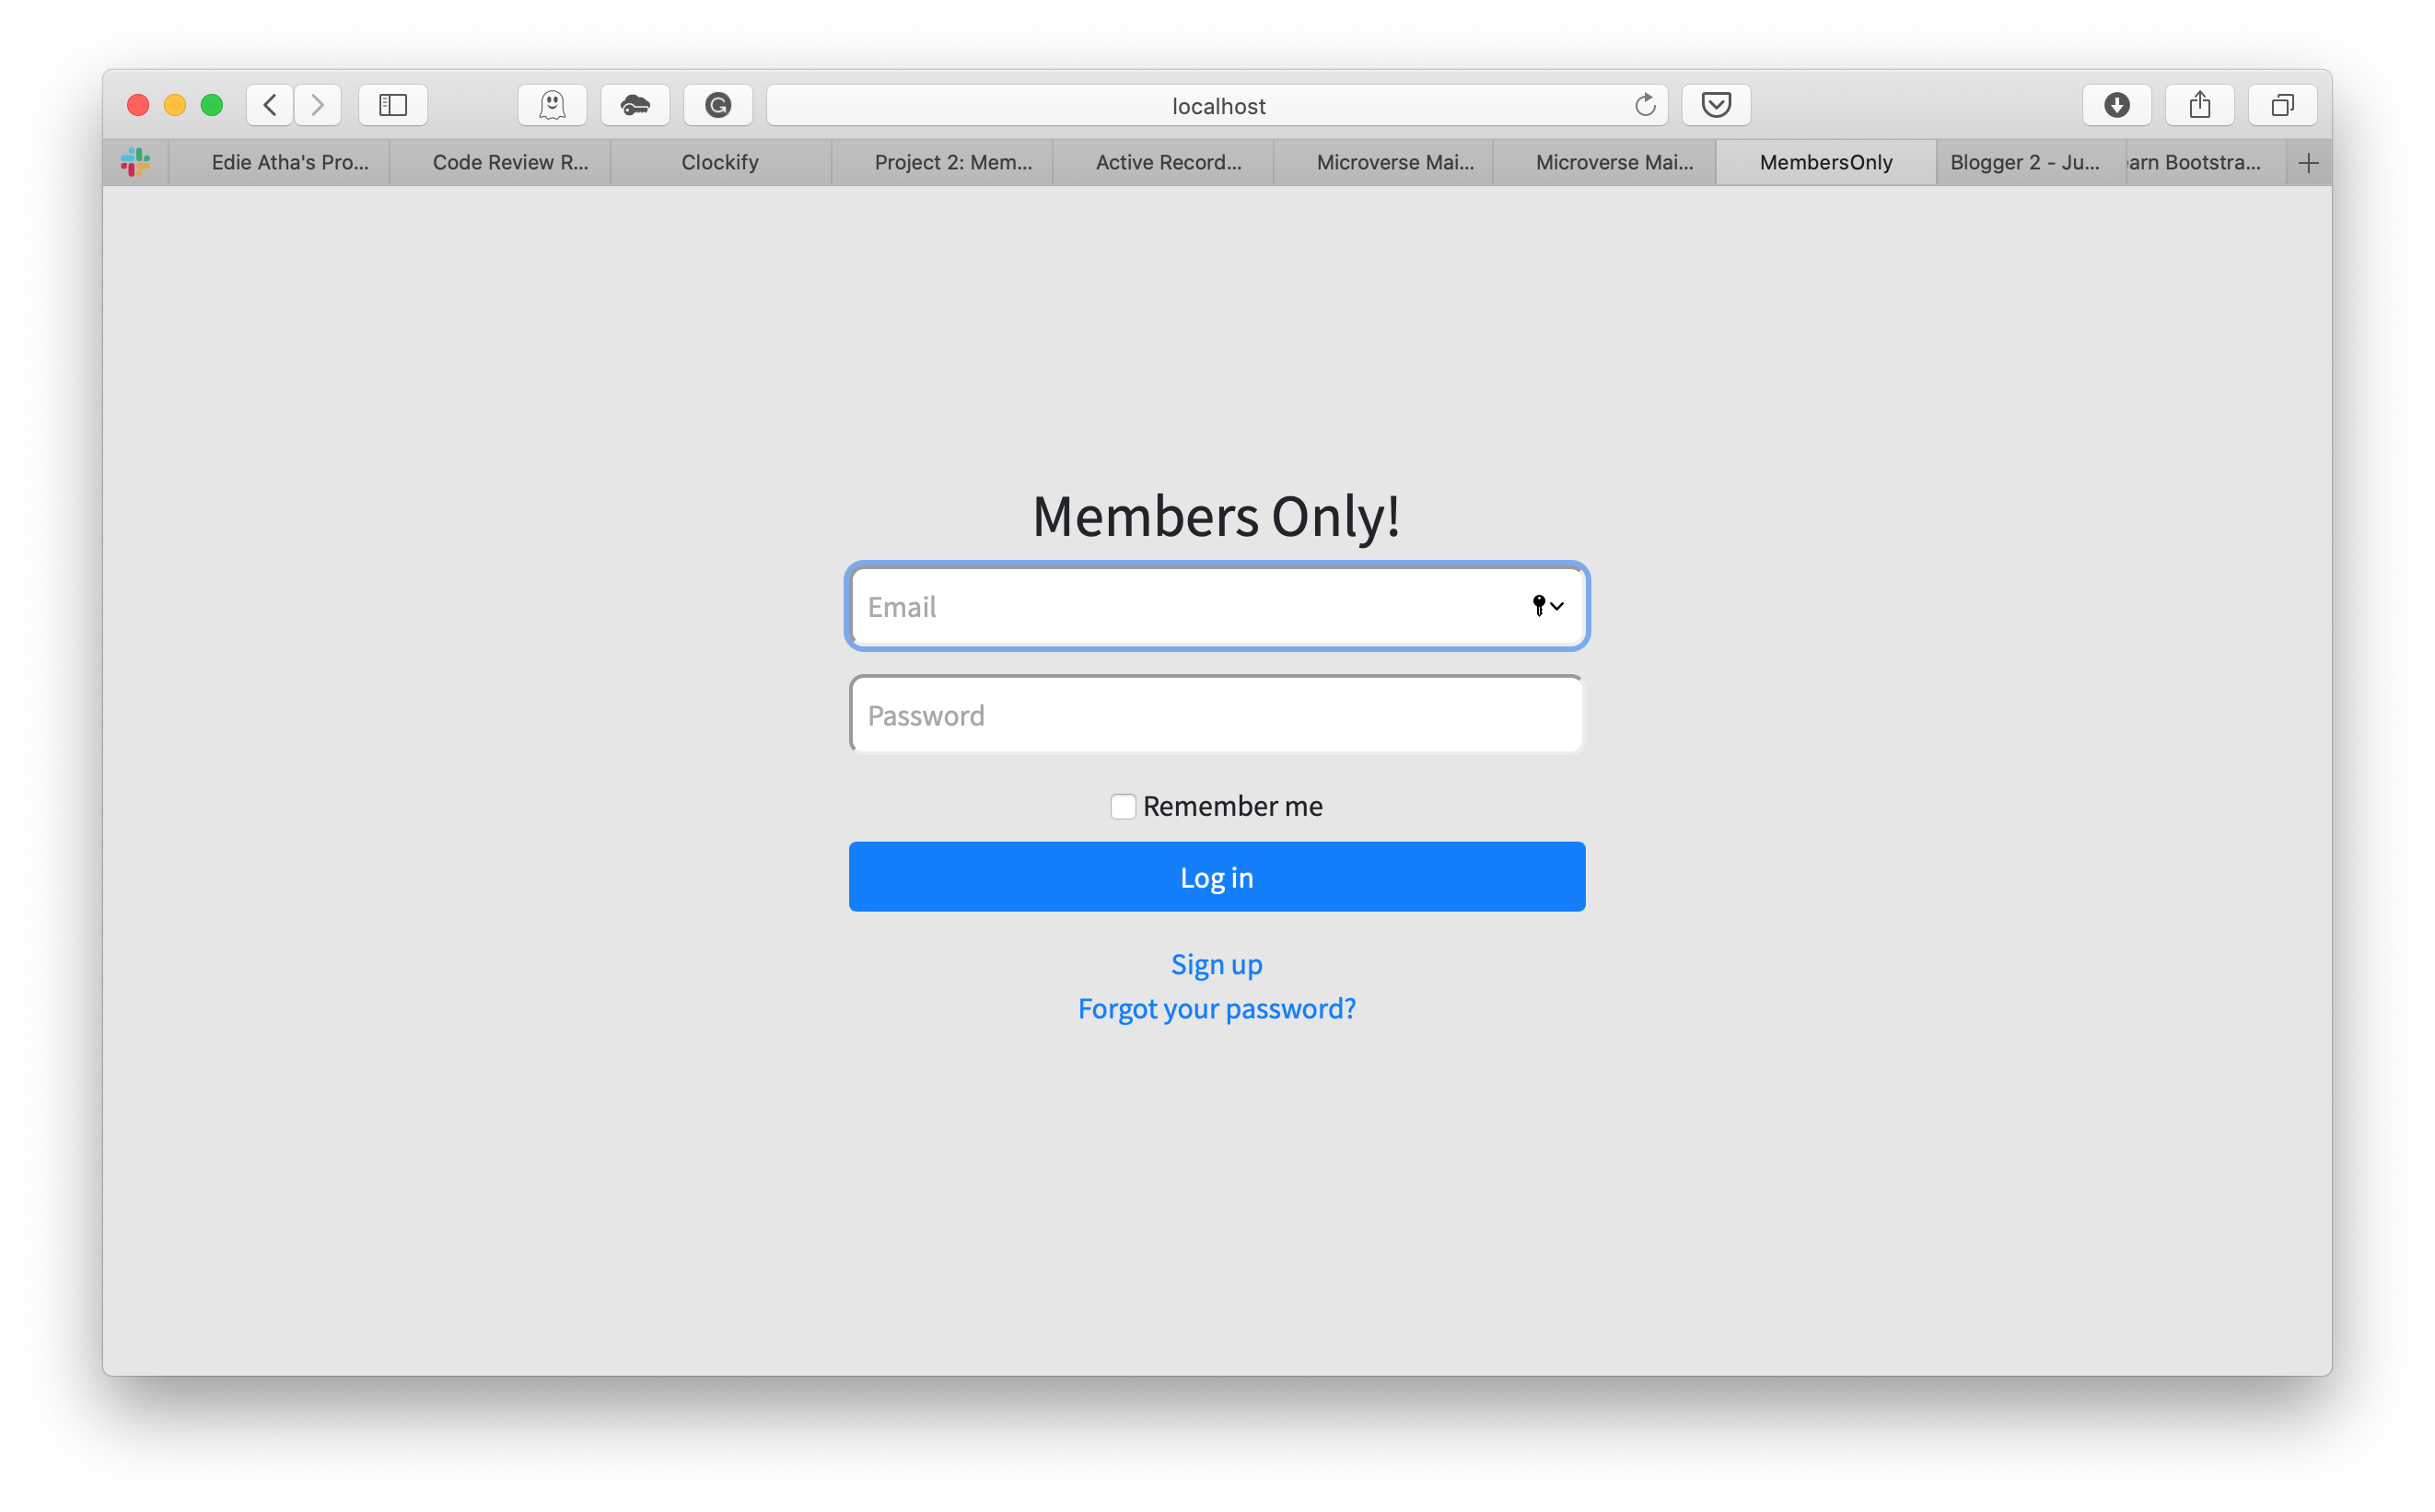 localhost
Edie Atha's Pro... Code Review R... Clockify Project 2: Mem... Active Record... Microverse Mai... Microverse Mai... MembersOnly Blogger 2 - Ju... arn Bootstra...
Members Only!
Email
Password
Remember me
Log in
Sign up
Forgot your password?